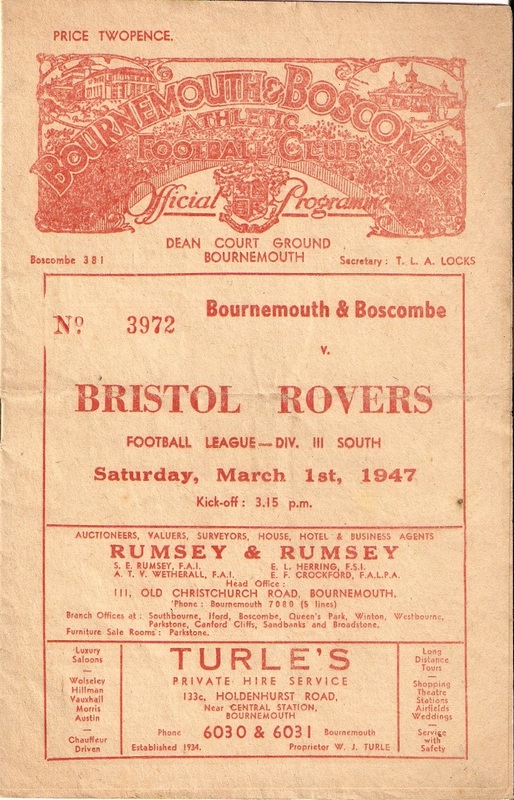 PRICE TWOPENCE.
BOURNEMOUTH & BOSCOMBE
ATHLETIC
FOOTBALL CLUB
Official Programme
DEAN COURT GROUND
BOURNEMOUTH
Boscombe 381
Secretary : T. L. A. LOCKS
Bournemouth & Boscombe
Nº 3972
v.
BRISTOL ROVERS
FOOTBALL LEAGUE — DIV. III SOUTH
Saturday, March 1st, 1947
Kick-off : 3.15 p.m.
AUCTIONEERS, VALUERS, SURVEYORS, HOUSE, HOTEL & BUSINESS AGENTS
RUMSEY & RUMSEY
S. E. RUMSEY, F.A.I. E. L. HERRING, F.S.I.
A. T. V. WETHERALL, F.A.I. E. F. CROCKFORD, F.A.L.P.A.
Head Office :
111, OLD CHRISTCHURCH ROAD, BOURNEMOUTH.
'Phone : Bournemouth 7080 (5 lines)
Branch Offices at : Southbourne, Iford, Boscombe, Queen's Park, Winton, Westbourne,
Parkstone, Canford Cliffs, Sandbanks and Broadstone.
Furniture Sale Rooms : Parkstone.
Luxury
Saloons
—
Wolseley
Hillman
Vauxhall
Morris
Austin
—
Chauffeur
Driven
TURLE'S
PRIVATE HIRE SERVICE
133c, HOLDENHURST ROAD,
Near CENTRAL STATION,
BOURNEMOUTH
Phone 6030 & 6031 Bournemouth
Established 1934. Proprietor W. J. TURLE
Long
Distance
Tours
—
Shopping
Theatre
Stations
Airfields
Weddings
—
Service
with
Safety